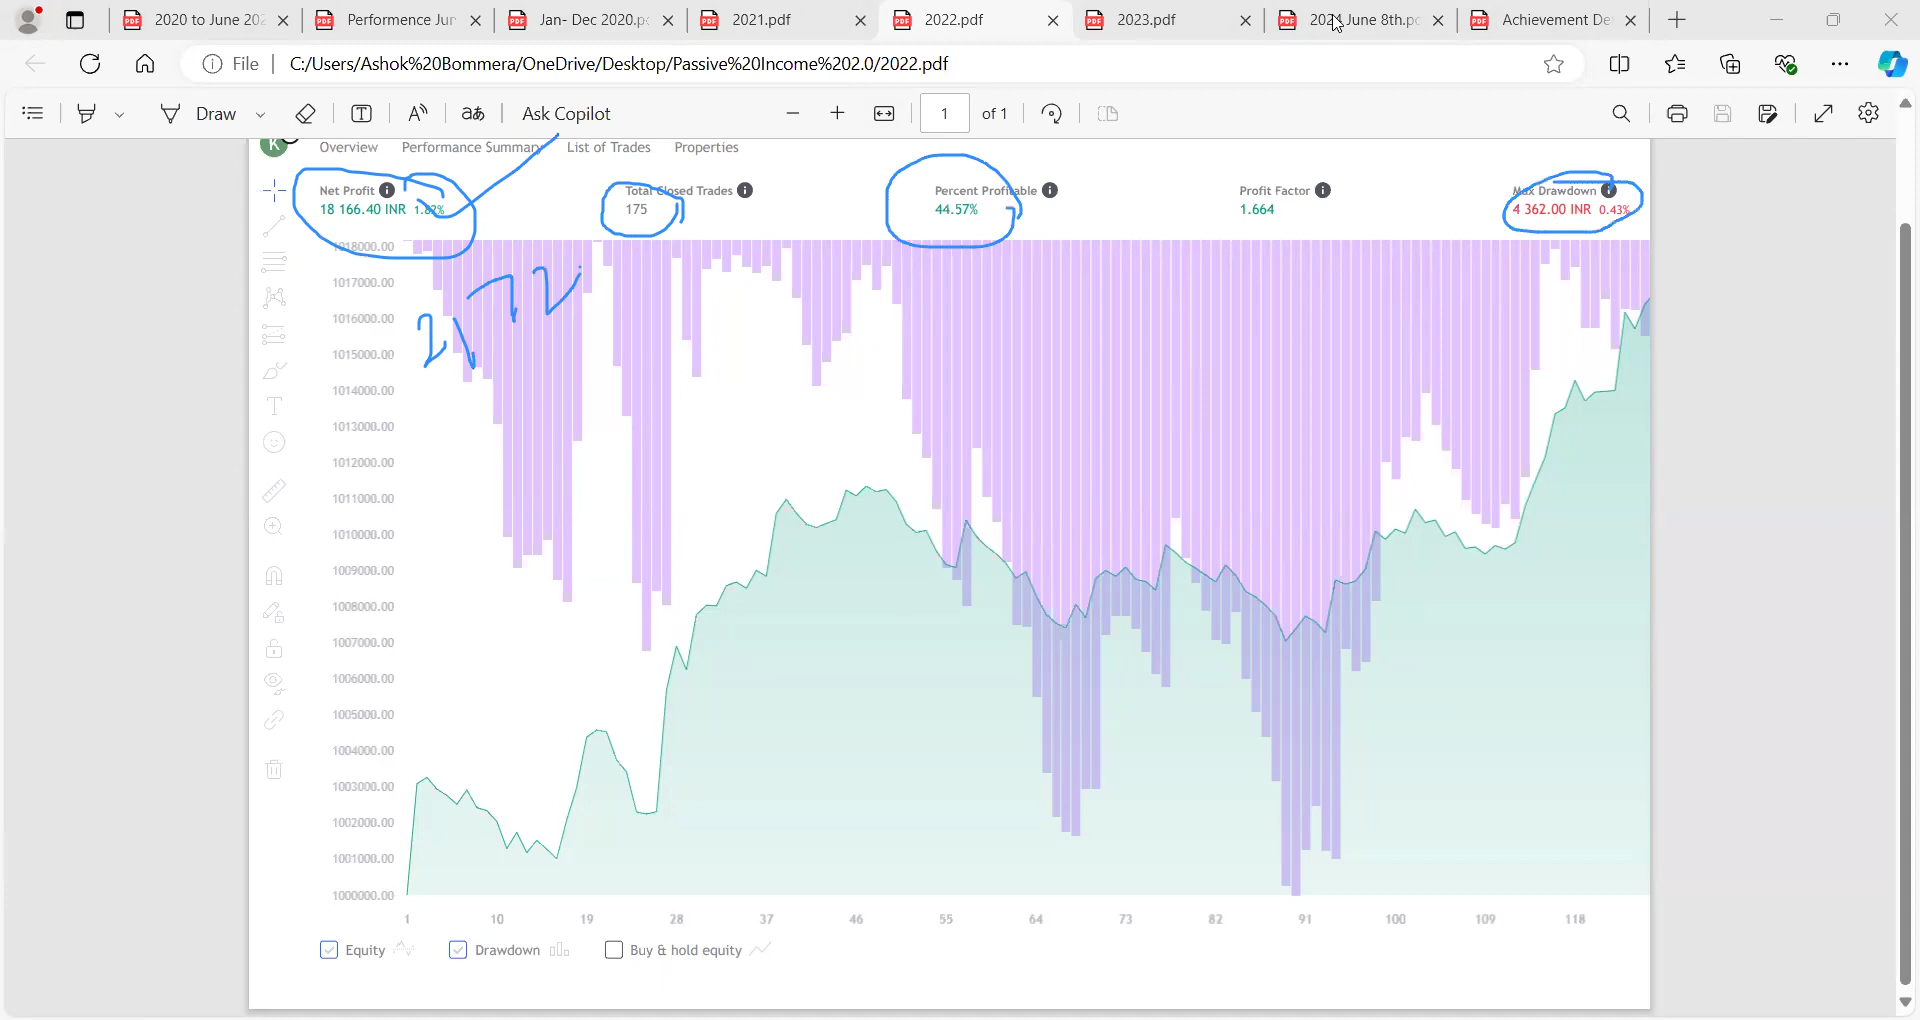 2020 to June 202
Performence Jur
Jan- Dec 2020.p
2021.pdf
2022.pdf
2023.pdf
2024 June 8th.p
Achievement De
File
C:/Users/Ashok%20Bommera/OneDrive/Desktop/Passive%20Income%202.0/2022.pdf
Draw
Ask Copilot
1 of 1
K
Overview Performance Summary List of Trades Properties
Net Profit Total Closed Trades Percent Profitable Profit Factor Max Drawdown
18 166.40 INR 1.82% 175 44.57% 1.664 4 362.00 INR 0.43%
1018000.00
1017000.00
1016000.00
1015000.00
1014000.00
1013000.00
1012000.00
1011000.00
1010000.00
1009000.00
1008000.00
1007000.00
1006000.00
1005000.00
1004000.00
1003000.00
1002000.00
1001000.00
1000000.00
1 10 19 28 37 46 55 64 73 82 91 100 109 118
Equity Drawdown Buy & hold equity